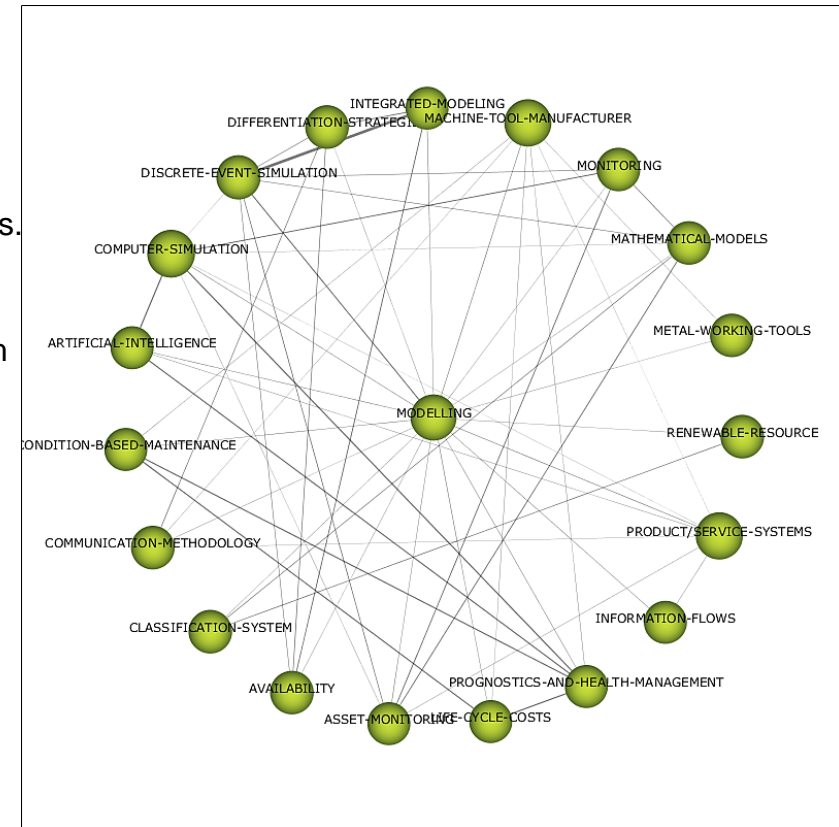 INTEGRATED-MODELING
DIFFERENTIATION-STRATEGI
MACHINE-TOOL-MANUFACTURER
MONITORING
DISCRETE-EVENT-SIMULATION
s.
MATHEMATICAL-MODELS
COMPUTER-SIMULATION
METAL-WORKING-TOOLS
ARTIFICIAL-INTELLIGENCE
n
MODELLING
RENEWABLE-RESOURCE
CONDITION-BASED-MAINTENANCE
PRODUCT/SERVICE-SYSTEMS
COMMUNICATION-METHODOLOGY
INFORMATION-FLOWS
CLASSIFICATION-SYSTEM
PROGNOSTICS-AND-HEALTH-MANAGEMENT
AVAILABILITY
ASSET-MONITORING
LIFE-CYCLE-COSTS